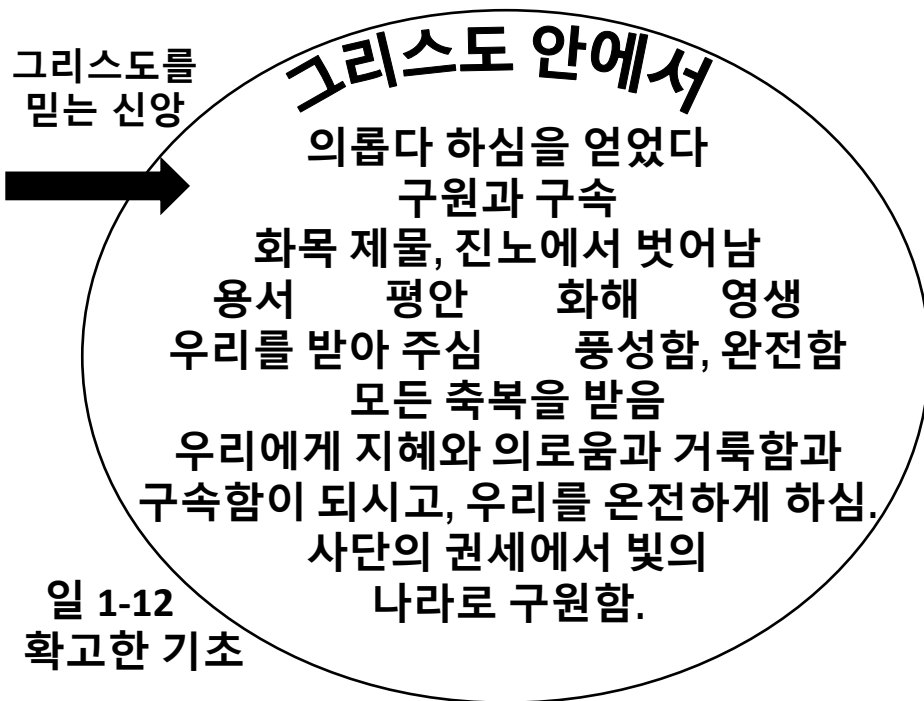 그리스도를
믿는 신앙
그리스도 안에서
의롭다 하심을 얻었다
구원과 구속
화목 제물, 진노에서 벗어남
용서 평안 화해 영생
우리를 받아 주심 풍성함, 완전함
모든 축복을 받음
우리에게 지혜와 의로움과 거룩함과
구속함이 되시고, 우리를 온전하게 하심.
사단의 권세에서 빛의
나라로 구원함.
일 1-12
확고한 기초